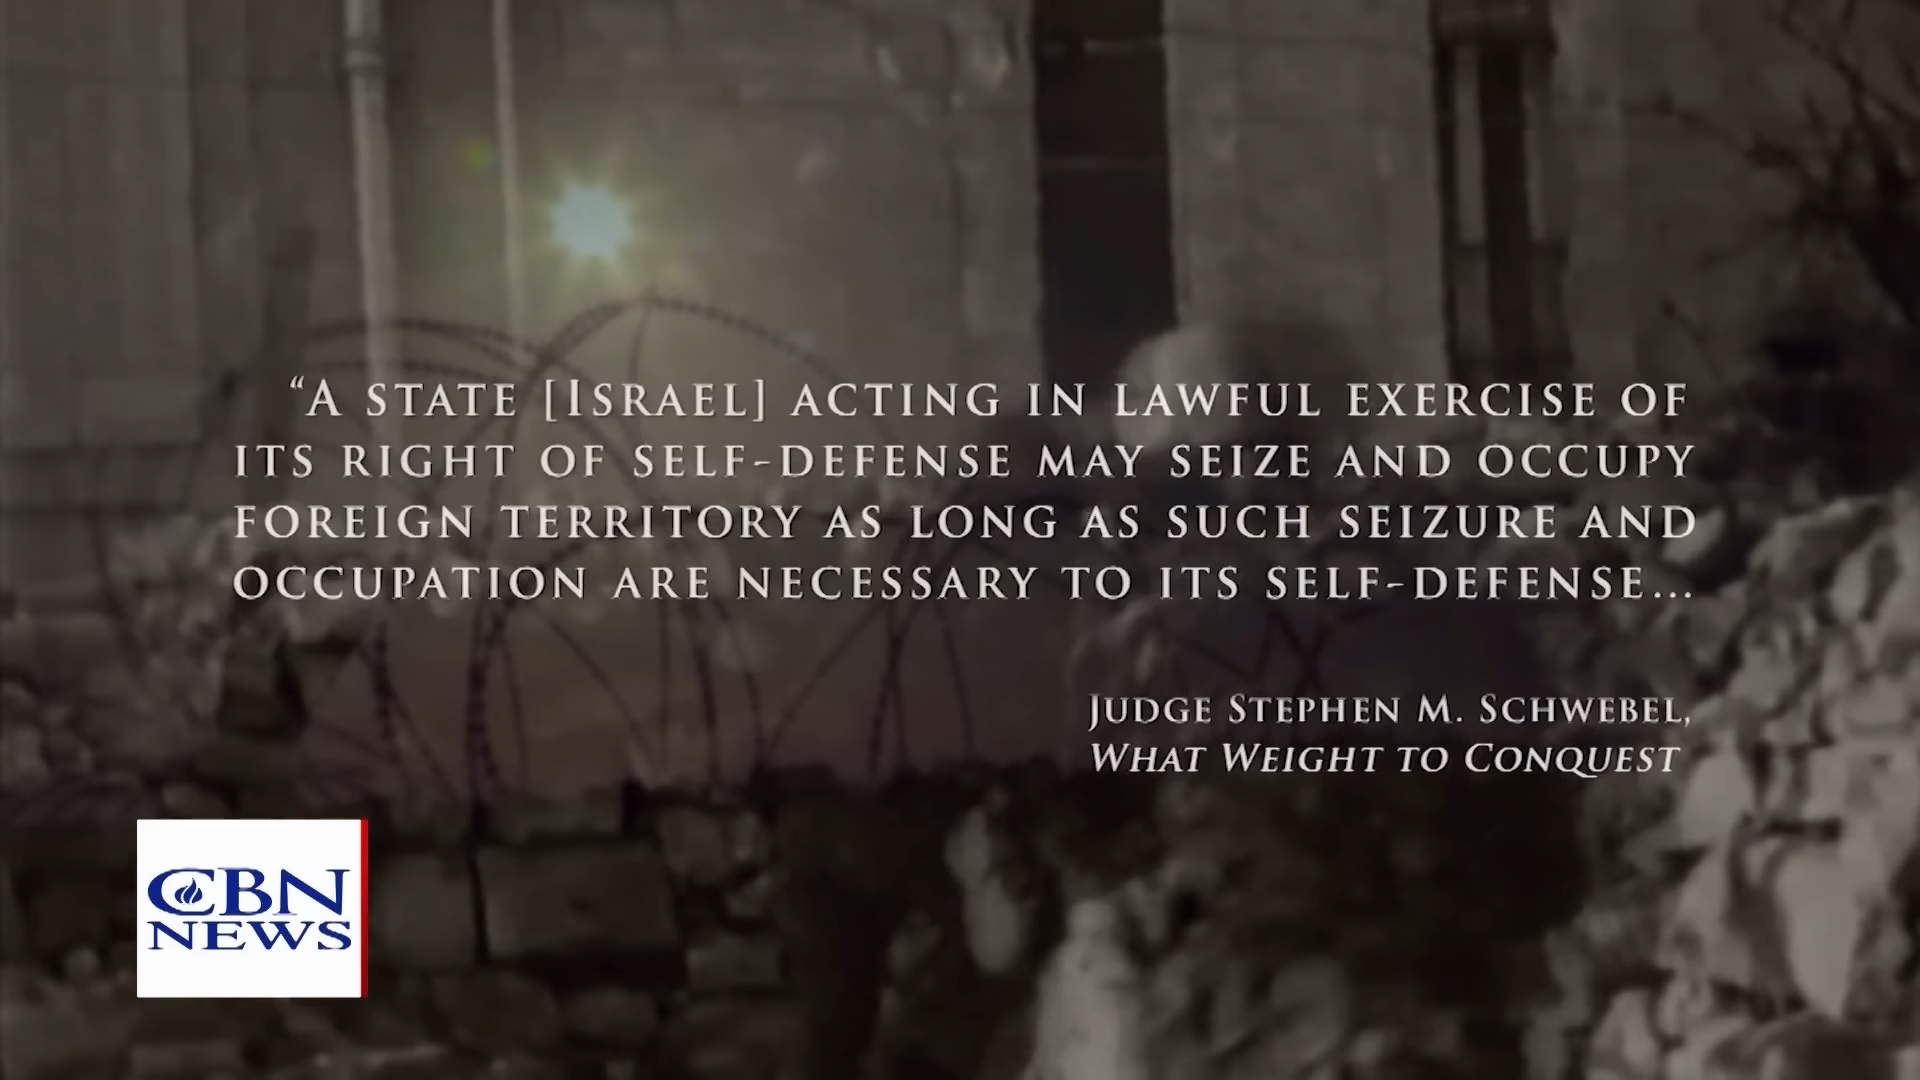 “A STATE [ISRAEL] ACTING IN LAWFUL EXERCISE OF
ITS RIGHT OF SELF-DEFENSE MAY SEIZE AND OCCUPY
FOREIGN TERRITORY AS LONG AS SUCH SEIZURE AND
OCCUPATION ARE NECESSARY TO ITS SELF-DEFENSE...
JUDGE STEPHEN M. SCHWEBEL,
WHAT WEIGHT TO CONQUEST
CBN
NEWS